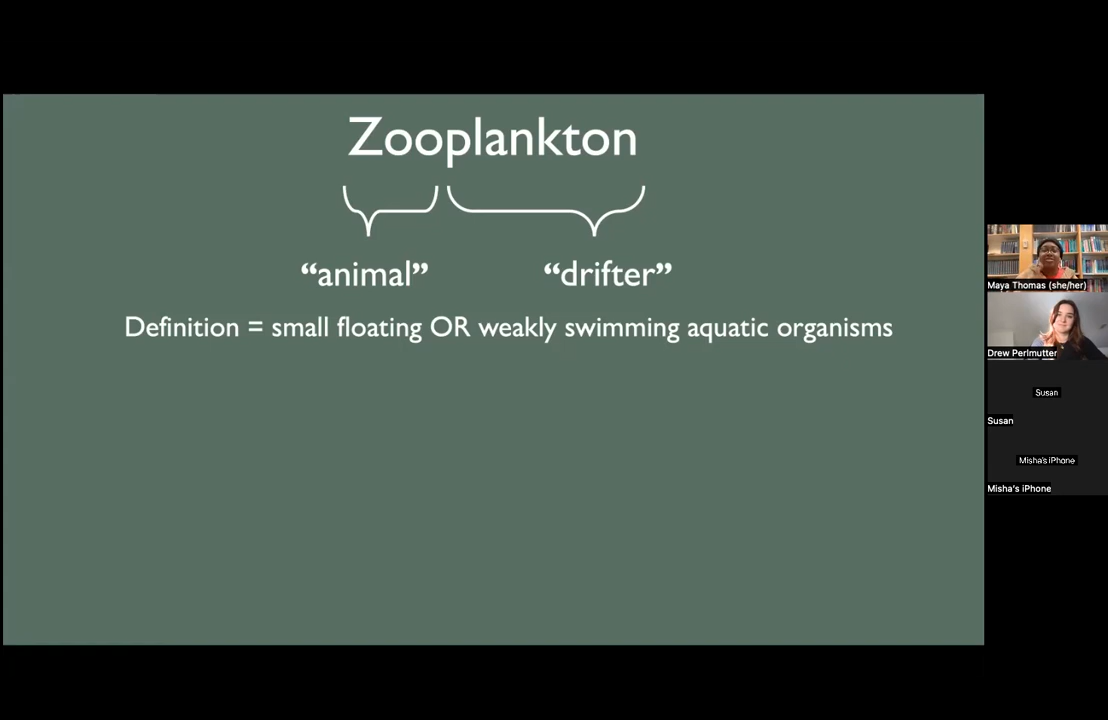 Zooplankton
“animal” “drifter”
Definition = small floating OR weakly swimming aquatic organisms
Maya Thomas (she/her)
Drew Perlmutter
Susan
Susan
Misha's iPhone
Misha's iPhone